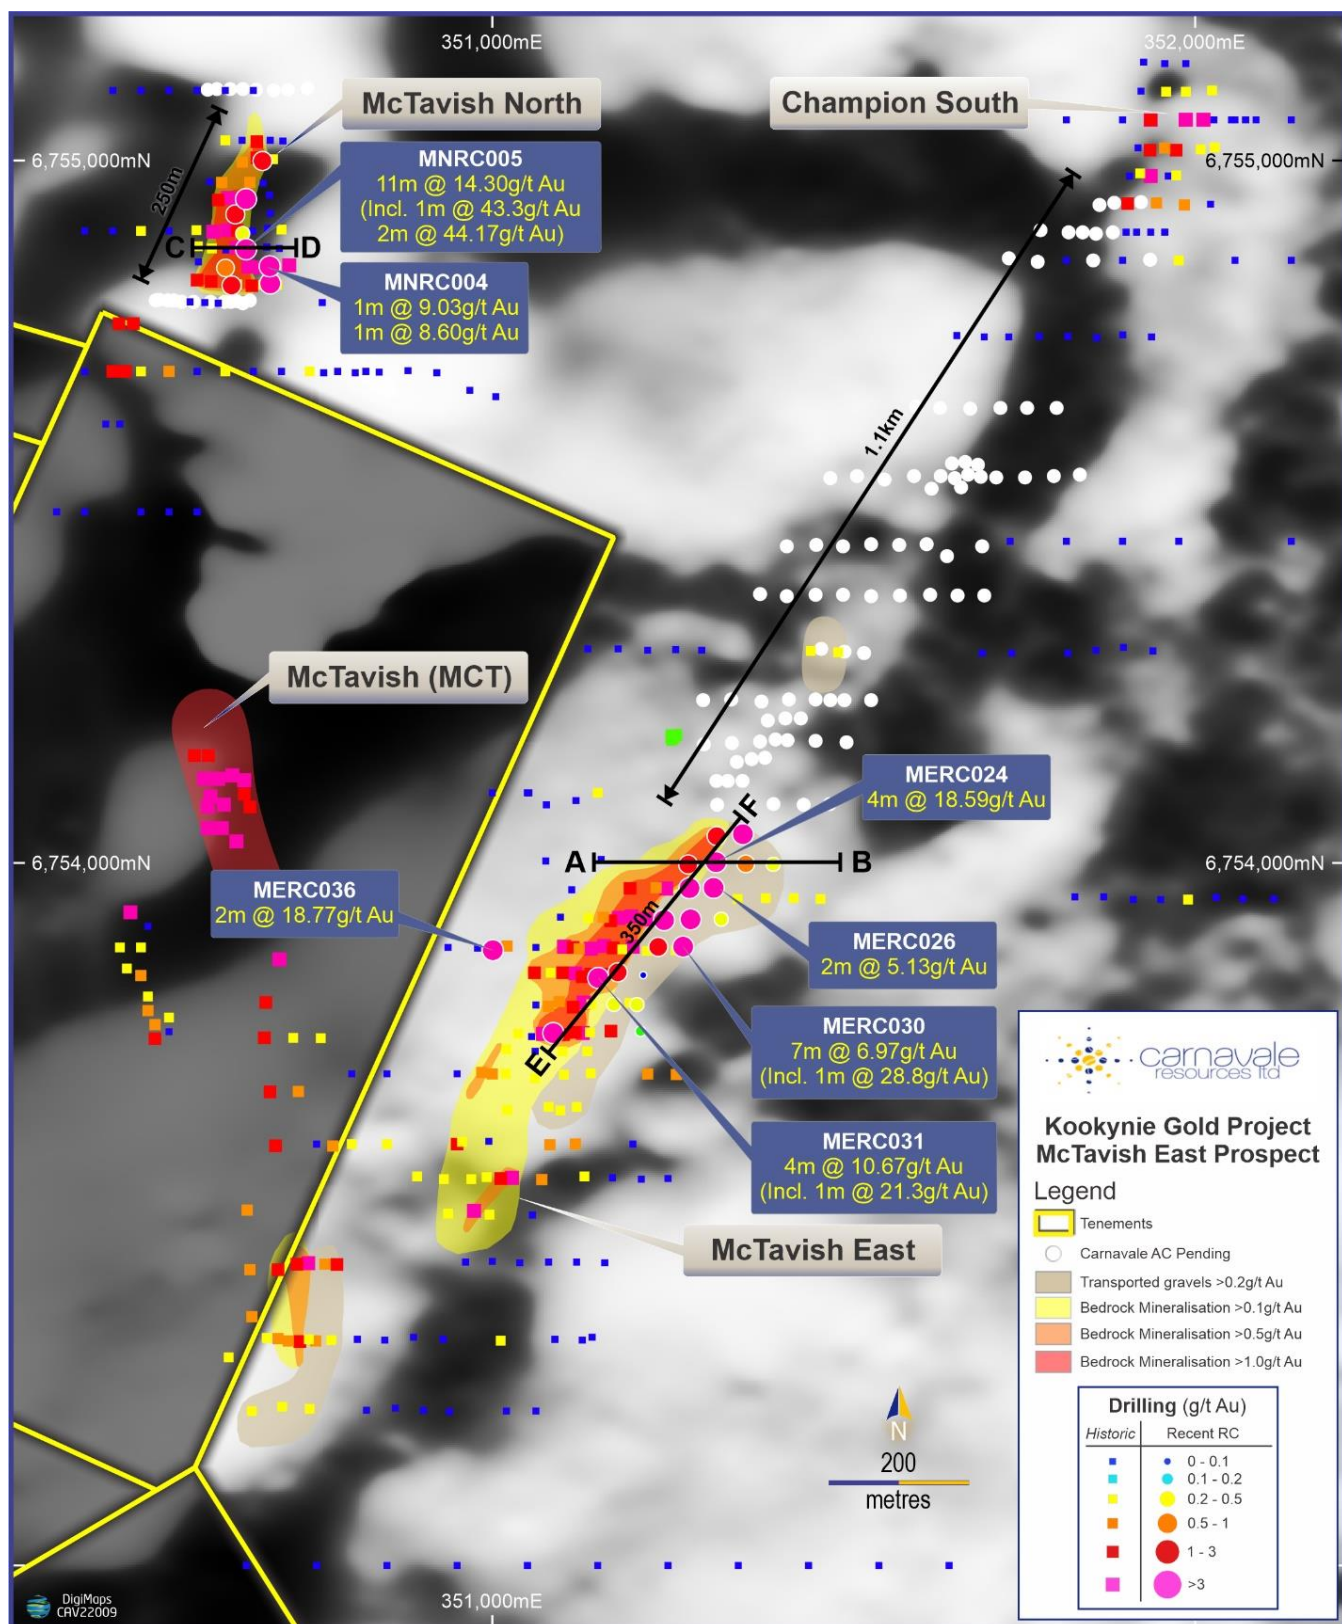 351,000mE
352,000mE
McTavish North
Champion South
6,755,000mN
6,755,000mN
MNRC005
11m @ 14.30g/t Au
(Incl. 1m @ 43.3g/t Au
2m @ 44.17g/t Au)
250m
C
D
MNRC004
1m @ 9.03g/t Au
1m @ 8.60g/t Au
1.1km
McTavish (MCT)
MERC024
4m @ 18.59g/t Au
F
A
B
6,754,000mN
6,754,000mN
MERC036
2m @ 18.77g/t Au
350m
MERC026
2m @ 5.13g/t Au
MERC030
7m @ 6.97g/t Au
(Incl. 1m @ 28.8g/t Au)
E
MERC031
4m @ 10.67g/t Au
(Incl. 1m @ 21.3g/t Au)
McTavish East
carnavale
resources ltd
Kookynie Gold Project
McTavish East Prospect
Legend
Tenements
Carnavale AC Pending
Transported gravels >0.2g/t Au
Bedrock Mineralisation >0.1g/t Au
Bedrock Mineralisation >0.5g/t Au
Bedrock Mineralisation >1.0g/t Au
Drilling (g/t Au)
Historic Recent RC
0 - 0.1
0.1 - 0.2
0.2 - 0.5
0.5 - 1
1 - 3
>3
N
200
metres
351,000mE
DigiMaps
CAV22009